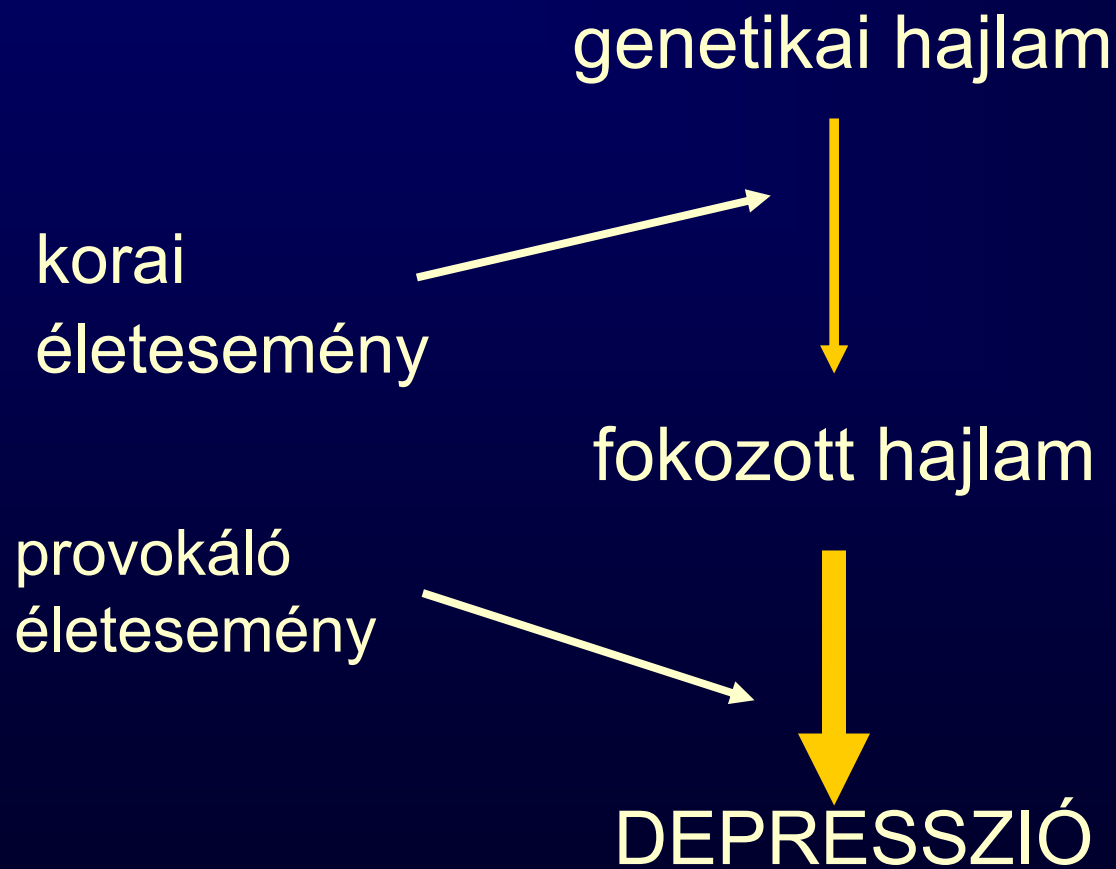 genetikai hajlam
korai
életesemény
fokozott hajlam
provokáló
életesemény
DEPRESSZIÓ